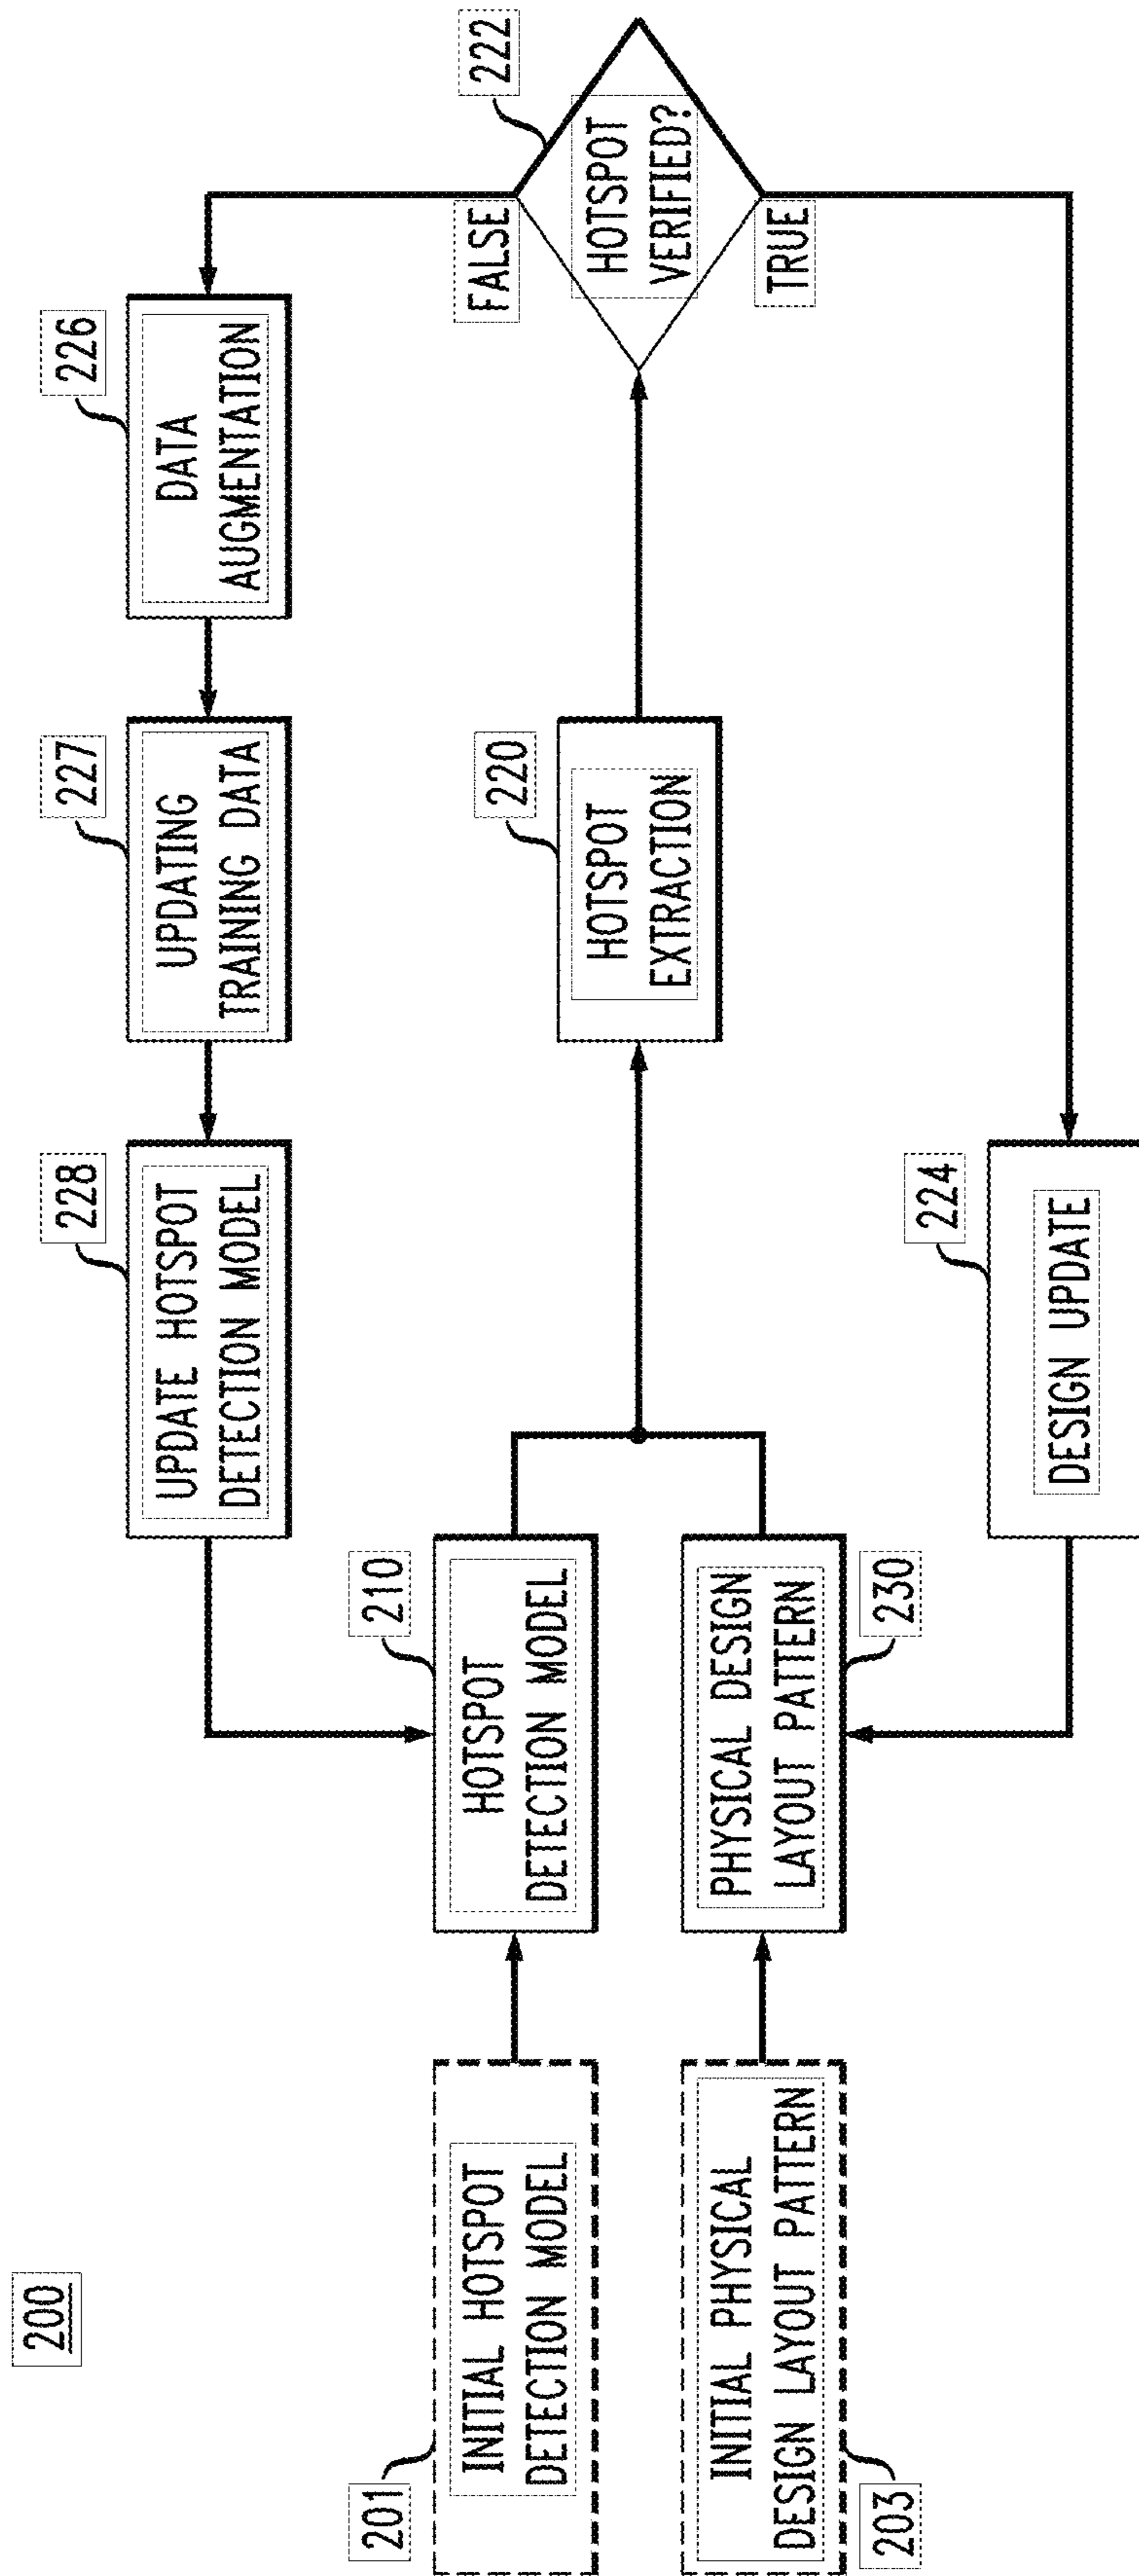 200
226
DATA
AUGMENTATION
227
UPDATING
TRAINING DATA
228
UPDATE HOTSPOT
DETECTION MODEL
201
INITIAL HOTSPOT
DETECTION MODEL
210
HOTSPOT
DETECTION MODEL
220
HOTSPOT
EXTRACTION
222
HOTSPOT
VERIFIED?
FALSE
TRUE
INITIAL PHYSICAL
DESIGN LAYOUT PATTERN
203
PHYSICAL DESIGN
LAYOUT PATTERN
230
224
DESIGN UPDATE